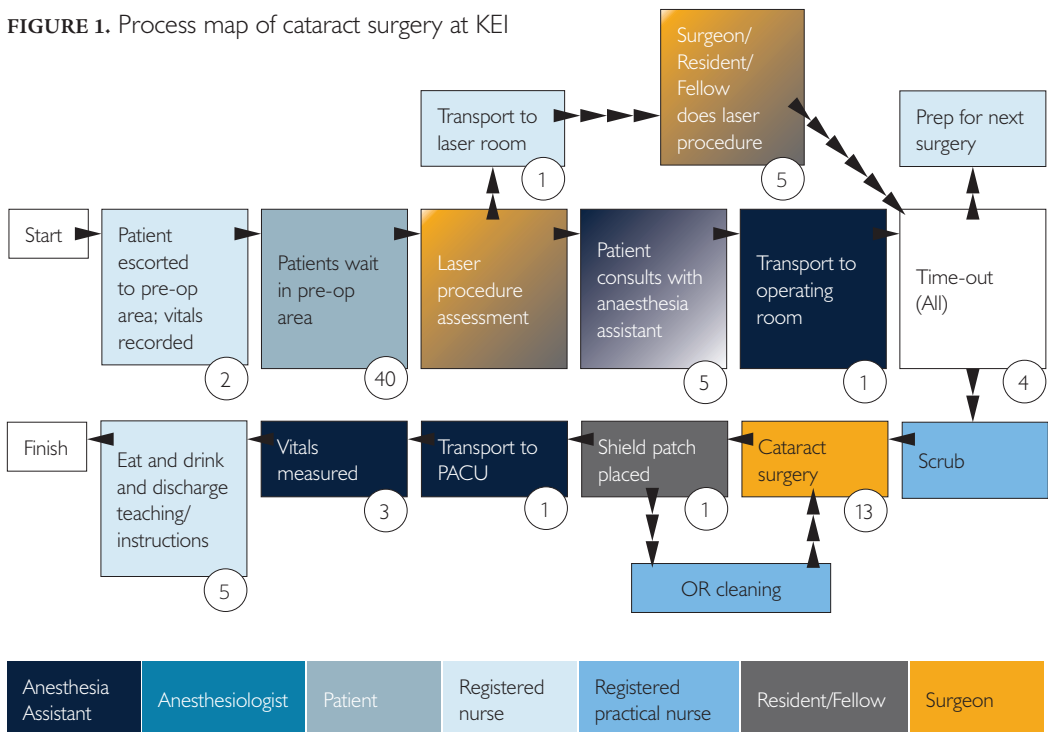 FIGURE 1. Process map of cataract surgery at KEI
Surgeon/
Resident/
Fellow
does laser
procedure
5
Transport to
laser room
1
Prep for next
surgery
Start
Patient
escorted
to pre-op
area; vitals
recorded
2
Patients wait
in pre-op
area
40
Laser
procedure
assessment
Patient
consults with
anaesthesia
assistant
5
Transport to
operating
room
1
Time-out
(All)
4
Finish
Eat and drink
and discharge
teaching/
instructions
5
Vitals
measured
3
Transport to
PACU
1
Shield patch
placed
1
Cataract
surgery
13
Scrub
OR cleaning
Anesthesia
Assistant
Anesthesiologist
Patient
Registered
nurse
Registered
practical nurse
Resident/Fellow
Surgeon